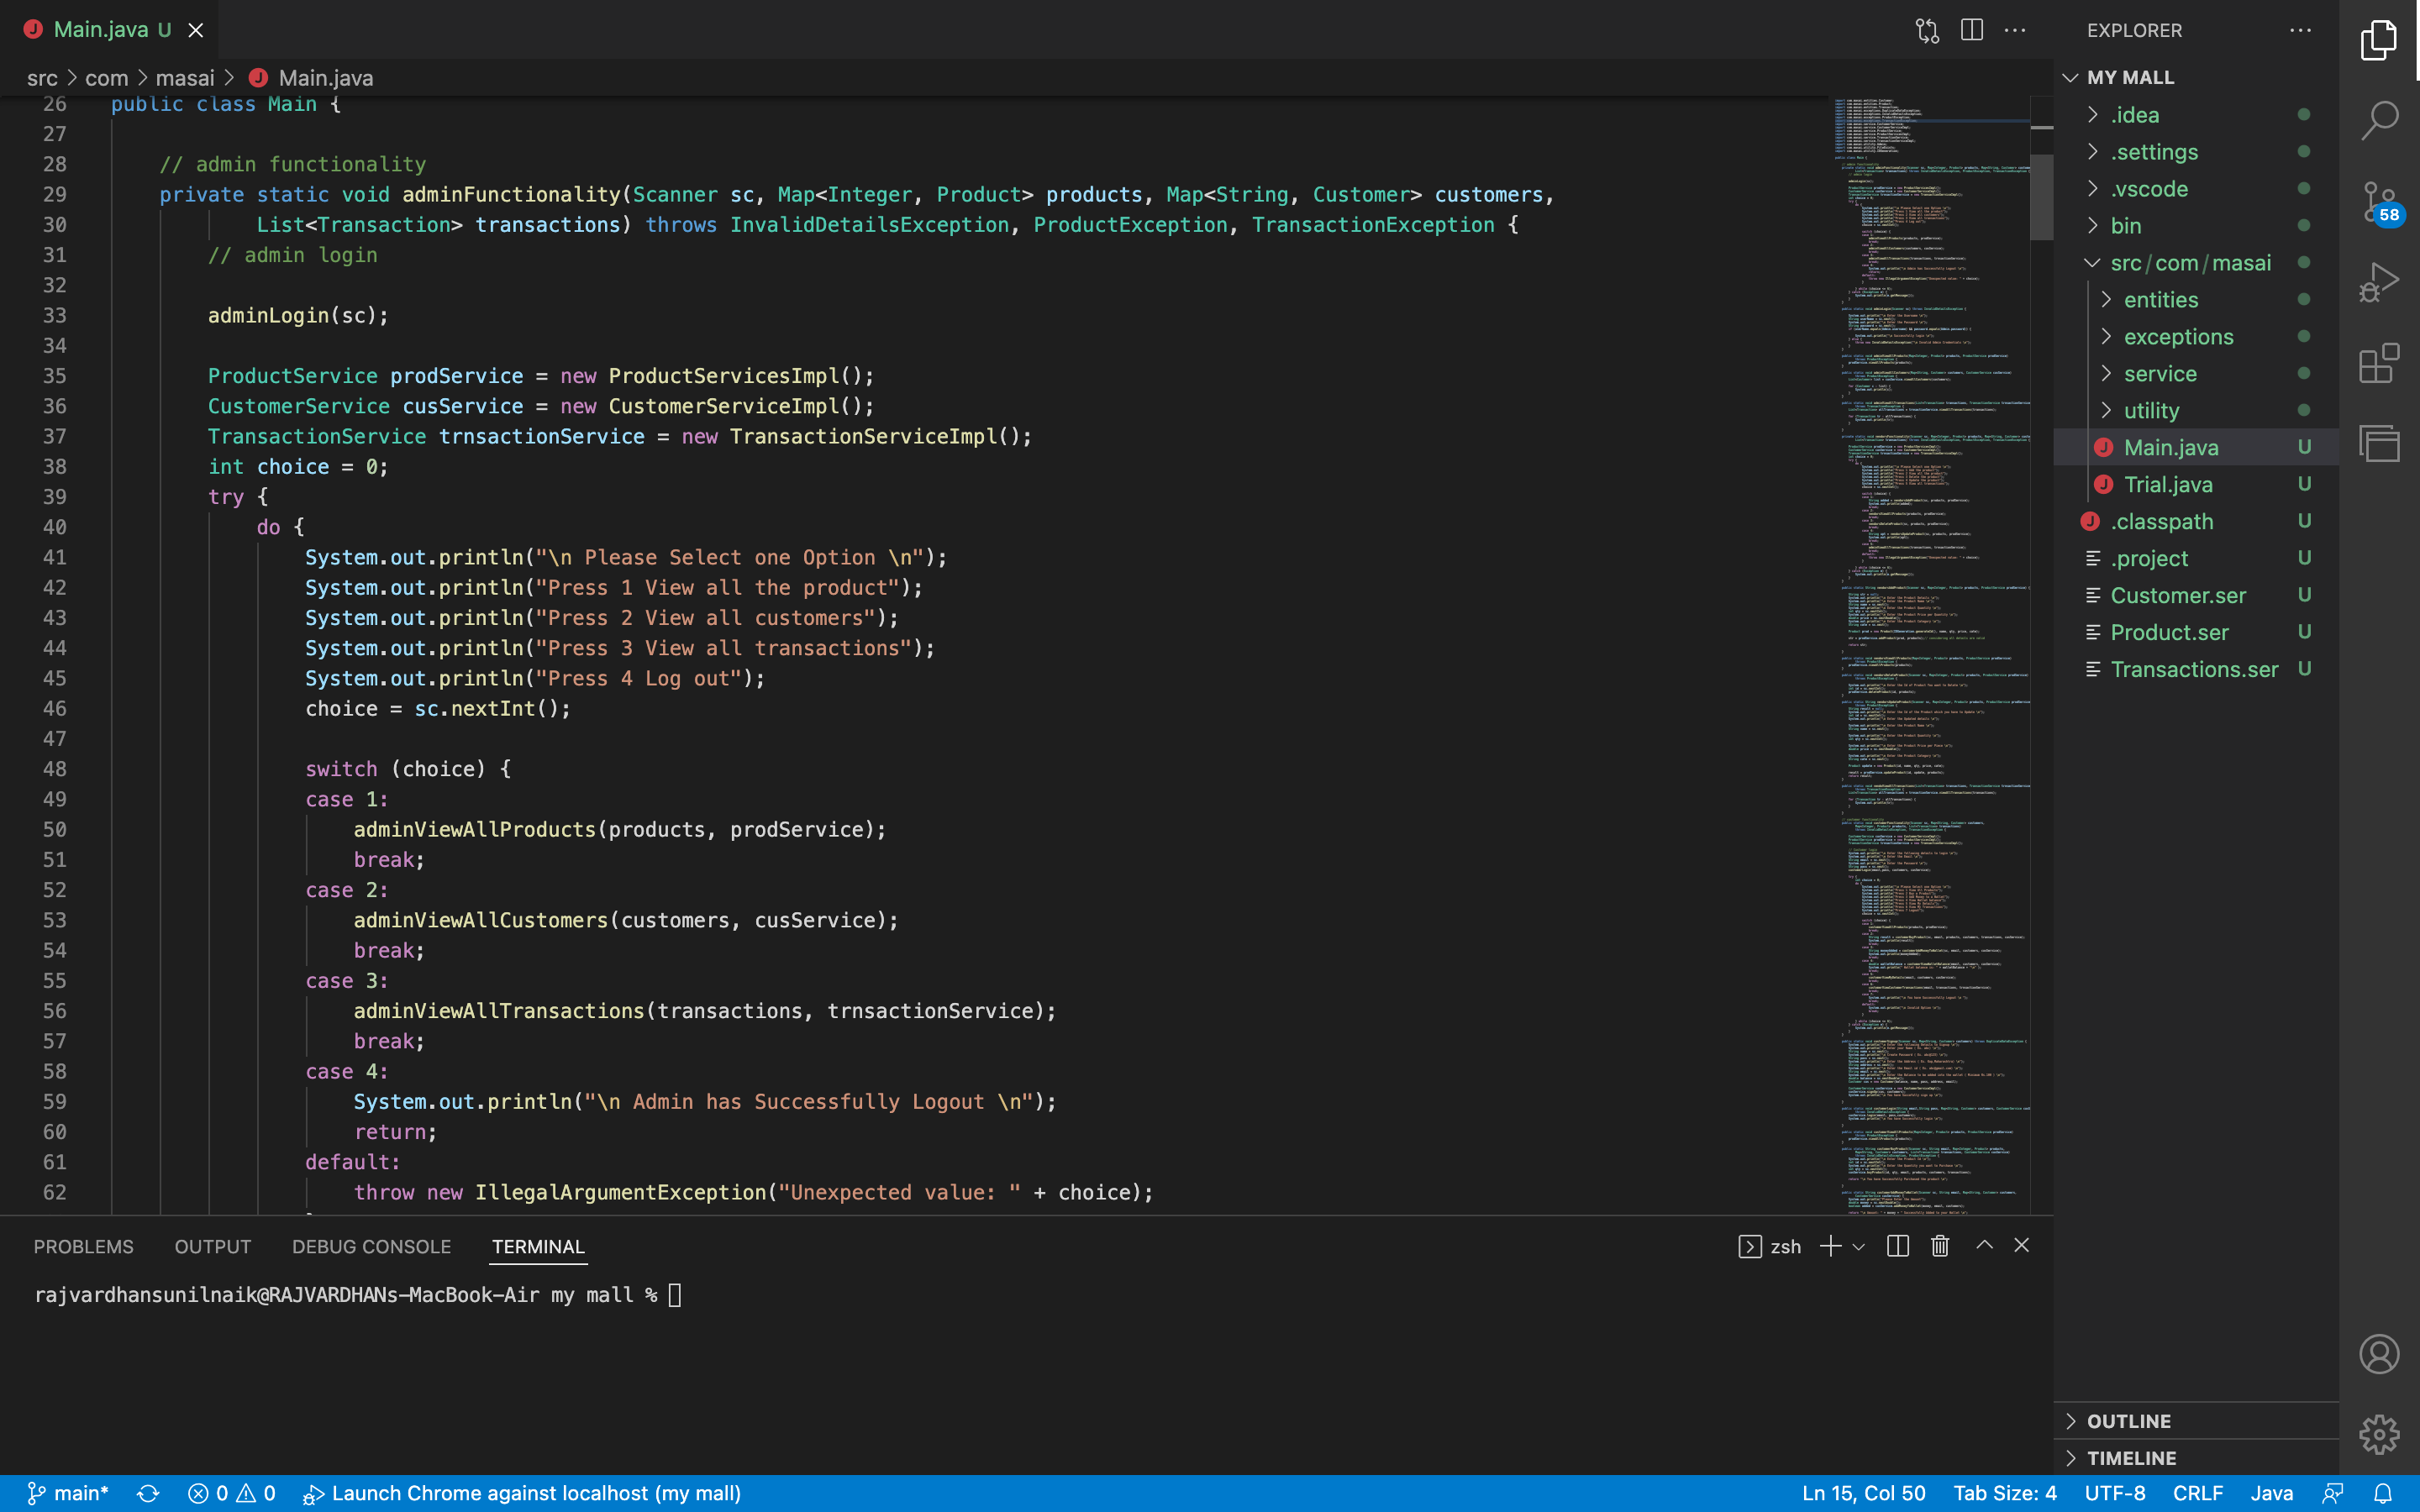 Main.java U
src > com > masai > Main.java
26 public class Main {
27
28 // admin functionality
29 private static void adminFunctionality(Scanner sc, Map<Integer, Product> products, Map<String, Customer> customers,
30 List<Transaction> transactions) throws InvalidDetailsException, ProductException, TransactionException {
31 // admin login
32
33 adminLogin(sc);
34
35 ProductService prodService = new ProductServicesImpl();
36 CustomerService cusService = new CustomerServiceImpl();
37 TransactionService trnsactionService = new TransactionServiceImpl();
38 int choice = 0;
39 try {
40 do {
41 System.out.println("\n Please Select one Option \n");
42 System.out.println("Press 1 View all the product");
43 System.out.println("Press 2 View all customers");
44 System.out.println("Press 3 View all transactions");
45 System.out.println("Press 4 Log out");
46 choice = sc.nextInt();
47
48 switch (choice) {
49 case 1:
50 adminViewAllProducts(products, prodService);
51 break;
52 case 2:
53 adminViewAllCustomers(customers, cusService);
54 break;
55 case 3:
56 adminViewAllTransactions(transactions, trnsactionService);
57 break;
58 case 4:
59 System.out.println("\n Admin has Successfully Logout \n");
60 return;
61 default:
62 throw new IllegalArgumentException("Unexpected value: " + choice);
PROBLEMS OUTPUT DEBUG CONSOLE TERMINAL
zsh
rajvardhansunilnaik@RAJVARDHANs-MacBook-Air my mall %
EXPLORER
MY MALL
.idea
.settings
.vscode
bin
src/com/masai
entities
exceptions
service
utility
Main.java U
Trial.java U
.classpath U
.project U
Customer.ser U
Product.ser U
Transactions.ser U
OUTLINE
TIMELINE
58
main* 0 0 Launch Chrome against localhost (my mall)
Ln 15, Col 50 Tab Size: 4 UTF-8 CRLF Java